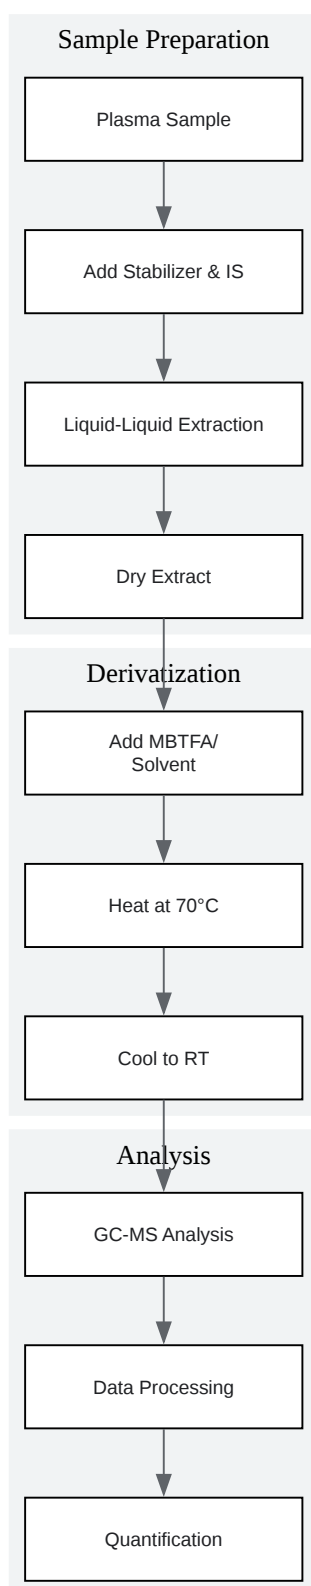 Sample Preparation
Plasma Sample
Add Stabilizer & IS
Liquid-Liquid Extraction
Dry Extract
Derivatization
Add MBTFA/
Solvent
Heat at 70°C
Cool to RT
Analysis
GC-MS Analysis
Data Processing
Quantification